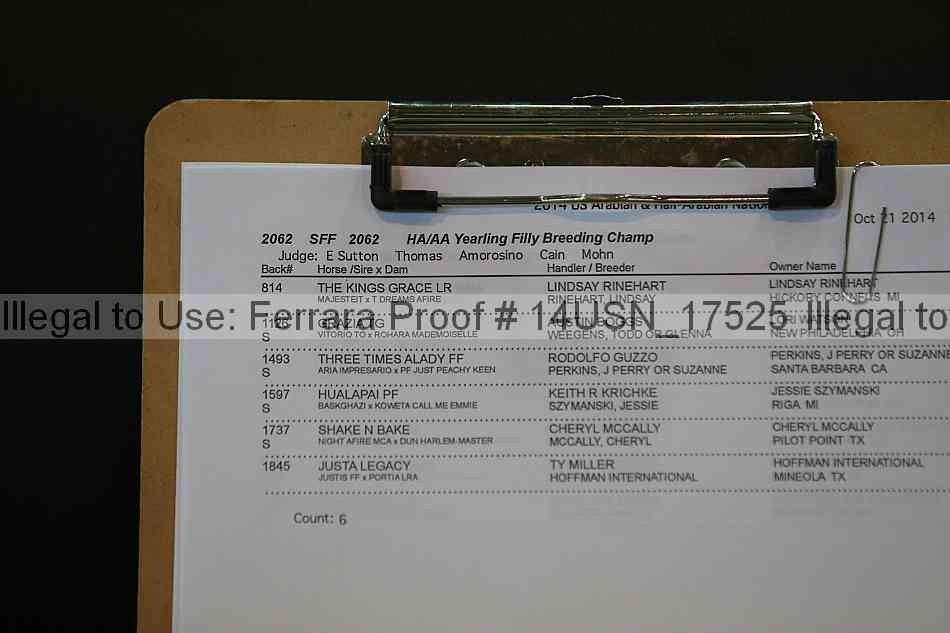 2014 US Arabian & Half-Arabian Nation
Oct 21 2014
2062 SFF 2062 HA/AA Yearling Filly Breeding Champ
Judge: E Sutton Thomas Amorosino Cain Mohn
Back# Horse /Sire x Dam Handler / Breeder Owner Name
814 THE KINGS GRACE LR LINDSAY RINEHART LINDSAY RINEHART
MAJESTEIT x T DREAMS AFIRE RINEHART, LINDSAY HICKORY CORNERS MI
Illegal to Use: Ferrara Proof # 14USN_17525 Illegal to
GRAZIA TG AUSTIN BOGGS WATSON
S VITORIO TO x ROHARA MADEMOISELLE WEEGENS, TODD OR GLENNA NEW PHILADELPHIA OH
1493 THREE TIMES ALADY FF RODOLFO GUZZO PERKINS, J PERRY OR SUZANNE
S ARIA IMPRESARIO x PF JUST PEACHY KEEN PERKINS, J PERRY OR SUZANNE SANTA BARBARA CA
1597 HUALAPAI PF KEITH R KRICHKE JESSIE SZYMANSKI
S BASKGHAZI x KOWETA CALL ME EMMIE SZYMANSKI, JESSIE RIGA MI
1737 SHAKE N BAKE CHERYL MCCALLY CHERYL MCCALLY
S NIGHT AFIRE MCA x DUN HARLEM-MASTER MCCALLY, CHERYL PILOT POINT TX
1845 JUSTA LEGACY TY MILLER HOFFMAN INTERNATIONAL
JUSTIS FF x PORTIA LRA HOFFMAN INTERNATIONAL MINEOLA TX
Count: 6